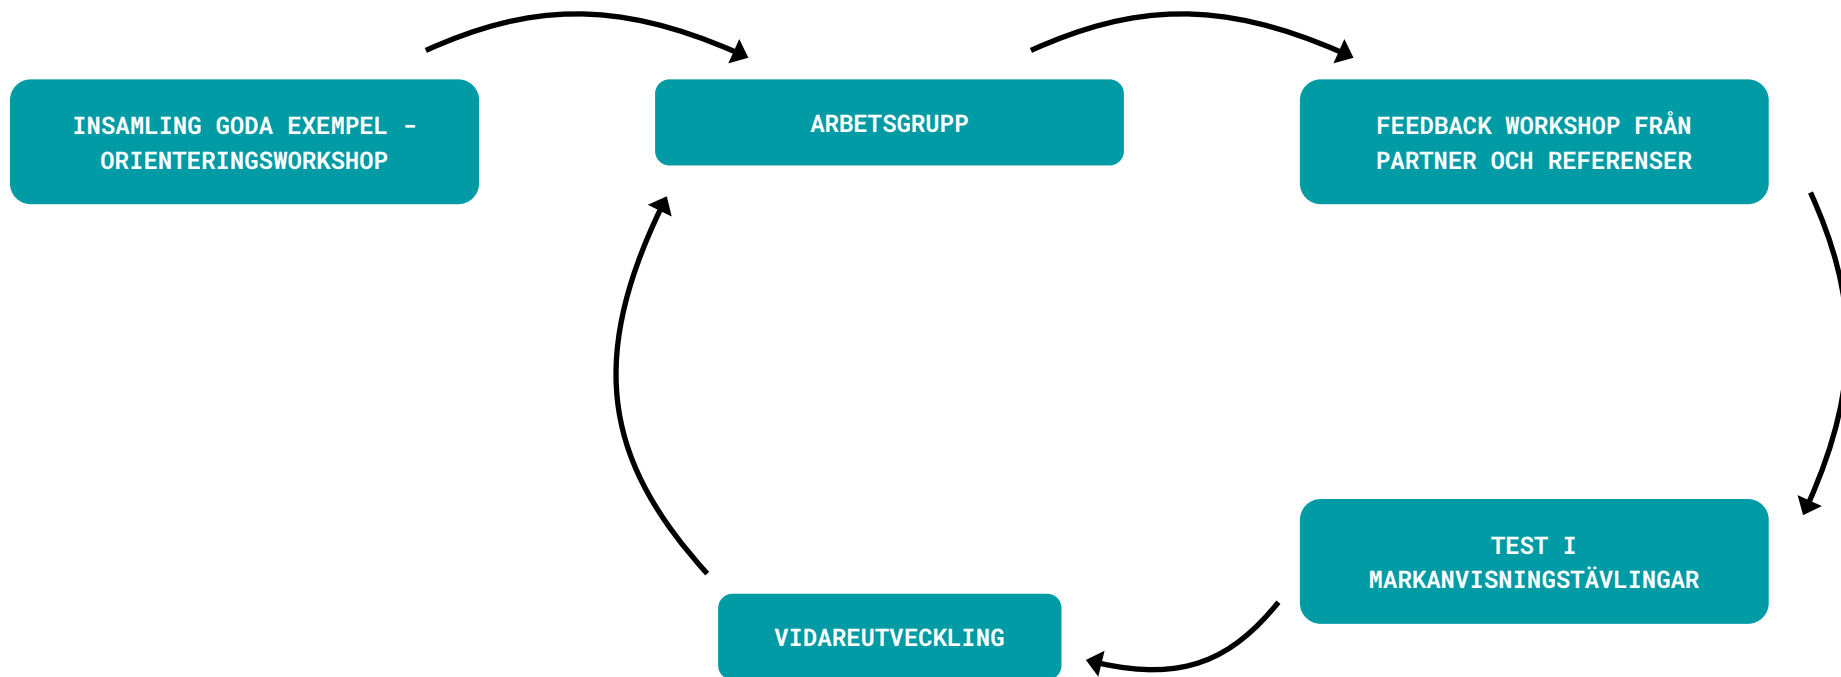 INSAMLING GODA EXEMPEL –
ORIENTERINGSWORKSHOP
ARBETSGRUPP
FEEDBACK WORKSHOP FRÅN
PARTNER OCH REFERENSER
TEST I
MARKANVISNINGSTÄVLINGAR
VIDAREUTVECKLING